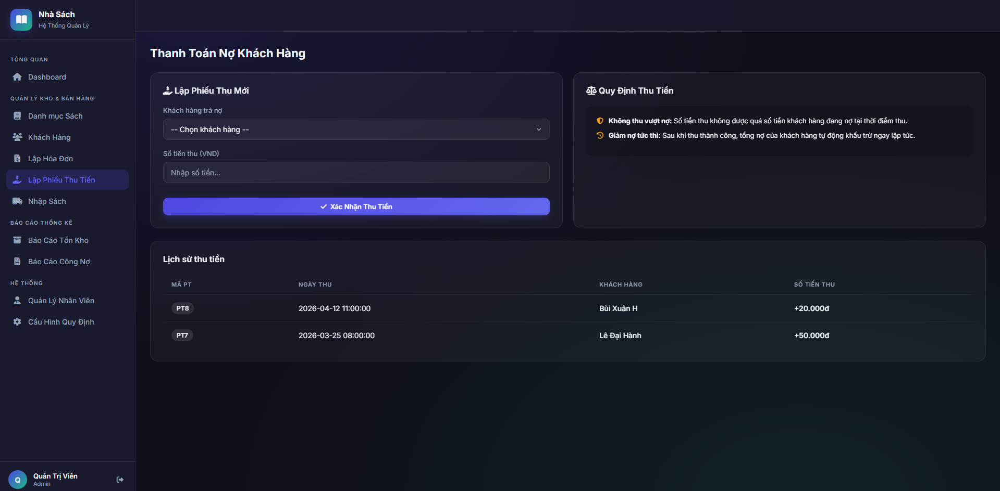 Nhà Sách
Hệ Thống Quản Lý
TỔNG QUAN
Dashboard
QUẢN LÝ KHO & BÁN HÀNG
Danh mục Sách
Khách Hàng
Lập Hóa Đơn
Lập Phiếu Thu Tiền
Nhập Sách
BÁO CÁO THỐNG KÊ
Báo Cáo Tồn Kho
Báo Cáo Công Nợ
HỆ THỐNG
Quản Lý Nhân Viên
Cấu Hình Quy Định
Q
Quản Trị Viên
Admin
Thanh Toán Nợ Khách Hàng
Lập Phiếu Thu Mới
Khách hàng trả nợ
-- Chọn khách hàng --
Số tiền thu (VND)
Nhập số tiền...
Xác Nhận Thu Tiền
Quy Định Thu Tiền
Không thu vượt nợ: Số tiền thu không được quá số tiền khách hàng đang nợ tại thời điểm thu.
Giảm nợ tức thì: Sau khi thu thành công, tổng nợ của khách hàng tự động khấu trừ ngay lập tức.
Lịch sử thu tiền
MÃ PT NGÀY THU KHÁCH HÀNG SỐ TIỀN THU
PT8 2026-04-12 11:00:00 Bùi Xuân H +20.000đ
PT7 2026-03-25 08:00:00 Lê Đại Hành +50.000đ